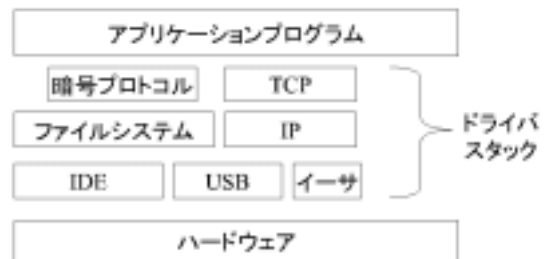 アプリケーションプログラム
暗号プロトコル
TCP
ファイルシステム
IP
IDE
USB
イーサ
ドライバ
スタック
ハードウェア